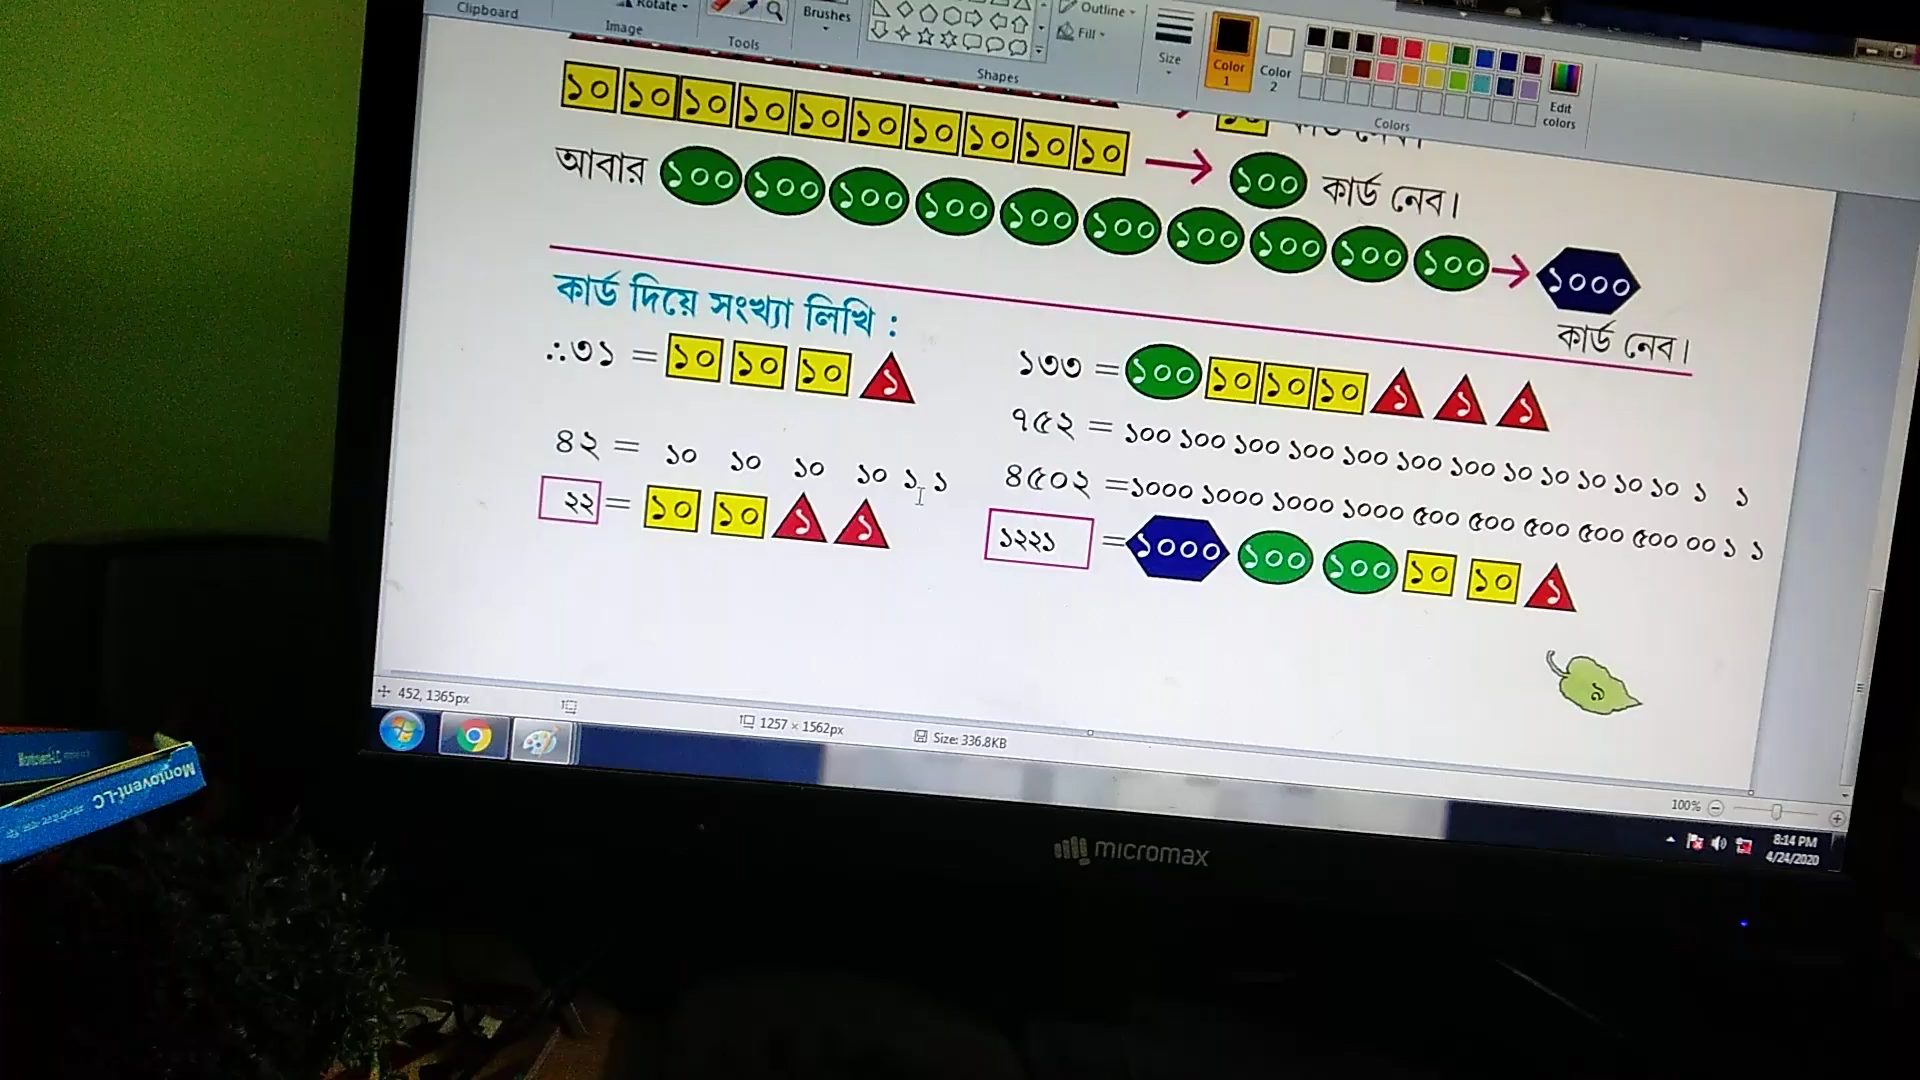 Clipboard
Rotate
Image
Tools
Brushes
Shapes
Outline
Fill
Size
Color 1
Color 2
Colors
Edit colors
১০ ১০ ১০ ১০ ১০ ১০ ১০ ১০ ১০ ১০ → ১০০ কার্ড নেব।
আবার ১০০ ১০০ ১০০ ১০০ ১০০ ১০০ ১০০ ১০০ ১০০ ১০০ → ১০০০ কার্ড নেব।
কার্ড দিয়ে সংখ্যা লিখি :
∴৩১ = ১০ ১০ ১০ ১
৪২ = ১০ ১০ ১০ ১০ ১ ১
২২ = ১০ ১০ ১ ১
১৩৩ = ১০০ ১০ ১০ ১০ ১ ১ ১
৭৫২ = ১০০ ১০০ ১০০ ১০০ ১০০ ১০০ ১০০ ১০ ১০ ১০ ১০ ১০ ১ ১
৪৫০২ =১০০০ ১০০০ ১০০০ ১০০০ ৫০০ ৫০০ ৫০০ ৫০০ ৫০০ ০০ ১ ১
১২২১ = ১০০০ ১০০ ১০০ ১০ ১০ ১
৯
452, 1365px
1257 × 1562px
Size: 336.8KB
100%
8:14 PM
4/24/2020
micromax
Montovent-LC
Montovent-LC